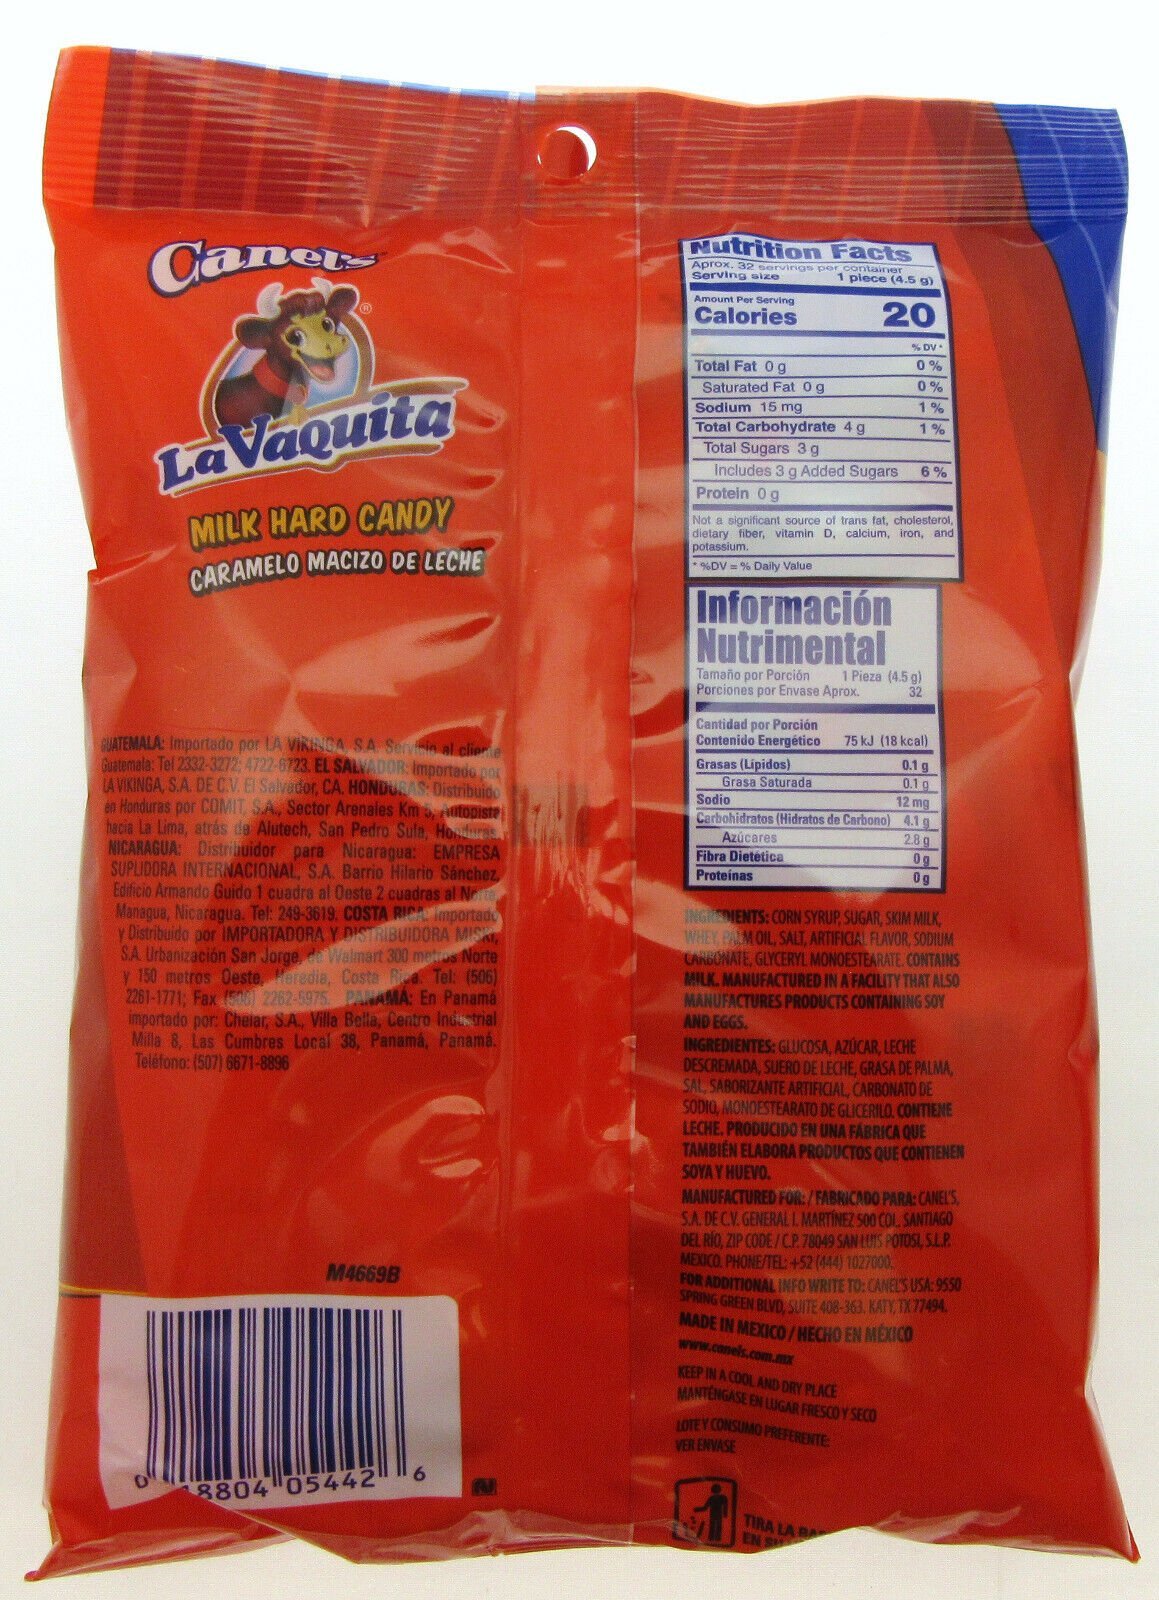 Canel's
La Vaquita
®
MILK HARD CANDY
CARAMELO MACIZO DE LECHE
GUATEMALA: Importado por LA VIKINGA, S.A. Servicio al cliente
Guatemala: Tel 2332-3272; 4722-6723. EL SALVADOR: Importado por
LA VIKINGA, S.A. DE C.V. El Salvador, CA. HONDURAS: Distribuido
en Honduras por COMIT, S.A., Sector Arenales Km 5, Autopista
hacia La Lima, atrás de Alutech, San Pedro Sula, Honduras.
NICARAGUA: Distribuidor para Nicaragua: EMPRESA
SUPLIDORA INTERNACIONAL, S.A. Barrio Hilario Sánchez,
Edificio Armando Guido 1 cuadra al Oeste 2 cuadras al Norte,
Managua, Nicaragua. Tel: 249-3619. COSTA RICA: Importado
y Distribuido por IMPORTADORA Y DISTRIBUIDORA MISKI,
S.A. Urbanización San Jorge, de Walmart 300 metros Norte
y 150 metros Oeste, Heredia, Costa Rica. Tel: (506)
2261-1771; Fax (506) 2262-5975. PANAMÁ: En Panamá
importado por: Chelar, S.A., Villa Bella, Centro Industrial
Milla 8, Las Cumbres Local 38, Panamá, Panamá.
Teléfono: (507) 6671-8896
M4669B
0 18804 05442 6
Nutrition Facts
Aprox. 32 servings per container
Serving size 1 piece (4.5 g)
Amount Per Serving
Calories 20
% DV*
Total Fat 0 g 0 %
Saturated Fat 0 g 0 %
Sodium 15 mg 1 %
Total Carbohydrate 4 g 1 %
Total Sugars 3 g
Includes 3 g Added Sugars 6 %
Protein 0 g
Not a significant source of trans fat, cholesterol,
dietary fiber, vitamin D, calcium, iron, and
potassium.
* %DV = % Daily Value
Información
Nutrimental
Tamaño por Porción 1 Pieza (4.5 g)
Porciones por Envase Aprox. 32
Cantidad por Porción
Contenido Energético 75 kJ (18 kcal)
Grasas (Lípidos) 0.1 g
Grasa Saturada 0.1 g
Sodio 12 mg
Carbohidratos (Hidratos de Carbono) 4.1 g
Azúcares 2.8 g
Fibra Dietética 0 g
Proteínas 0 g
INGREDIENTS: CORN SYRUP, SUGAR, SKIM MILK,
WHEY, PALM OIL, SALT, ARTIFICIAL FLAVOR, SODIUM
CARBONATE, GLYCERYL MONOESTEARATE. CONTAINS
MILK. MANUFACTURED IN A FACILITY THAT ALSO
MANUFACTURES PRODUCTS CONTAINING SOY
AND EGGS.
INGREDIENTES: GLUCOSA, AZÚCAR, LECHE
DESCREMADA, SUERO DE LECHE, GRASA DE PALMA,
SAL, SABORIZANTE ARTIFICIAL, CARBONATO DE
SODIO, MONOESTEARATO DE GLICERILO. CONTIENE
LECHE. PRODUCIDO EN UNA FÁBRICA QUE
TAMBIÉN ELABORA PRODUCTOS QUE CONTIENEN
SOYA Y HUEVO.
MANUFACTURED FOR: / FABRICADO PARA: CANEL'S,
S.A. DE C.V. GENERAL I. MARTÍNEZ 500 COL. SANTIAGO
DEL RÍO, ZIP CODE / C.P. 78049 SAN LUIS POTOSI, S.L.P.
MEXICO. PHONE/TEL: +52 (444) 1027000.
FOR ADDITIONAL INFO WRITE TO: CANEL'S USA: 9550
SPRING GREEN BLVD, SUITE 408-363. KATY, TX 77494.
MADE IN MEXICO / HECHO EN MÉXICO
www.canels.com.mx
KEEP IN A COOL AND DRY PLACE
MANTÉNGASE EN LUGAR FRESCO Y SECO
LOTE Y CONSUMO PREFERENTE:
VER ENVASE
TIRA LA
EN